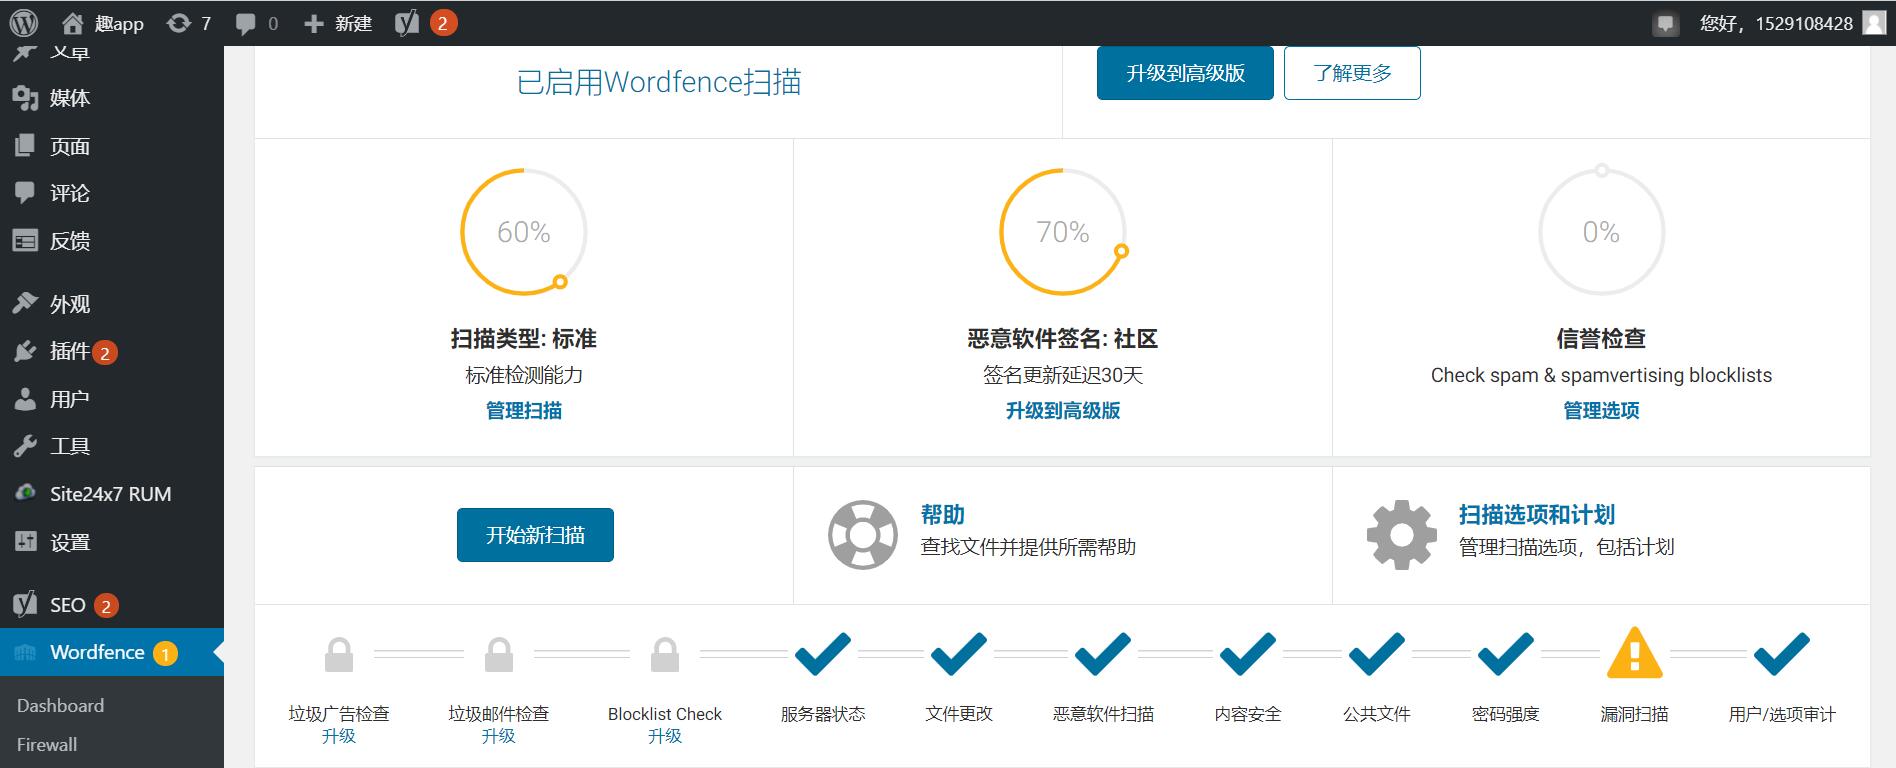 趣app 7 0 新建 2 您好，1529108428
文章
媒体
页面
评论
反馈
外观
插件 2
用户
工具
Site24x7 RUM
设置
SEO 2
Wordfence 1
Dashboard
Firewall
已启用Wordfence扫描
升级到高级版 了解更多
60%
扫描类型: 标准
标准检测能力
管理扫描
70%
恶意软件签名: 社区
签名更新延迟30天
升级到高级版
0%
信誉检查
Check spam & spamvertising blocklists
管理选项
开始新扫描
帮助
查找文件并提供所需帮助
扫描选项和计划
管理扫描选项，包括计划
垃圾广告检查
升级
垃圾邮件检查
升级
Blocklist Check
升级
服务器状态
文件更改
恶意软件扫描
内容安全
公共文件
密码强度
漏洞扫描
用户/选项审计